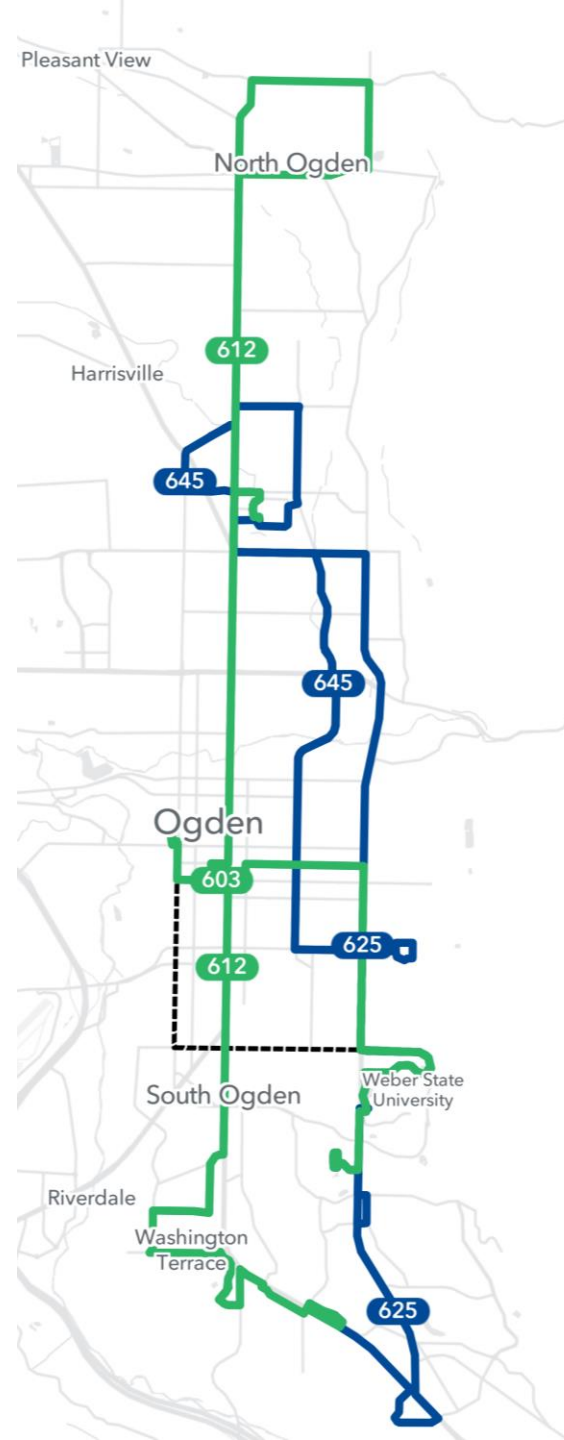 Pleasant View
North Ogden
612
Harrisville
645
645
Ogden
603
625
612
Weber State
University
South Ogden
Riverdale
Washington
Terrace
625